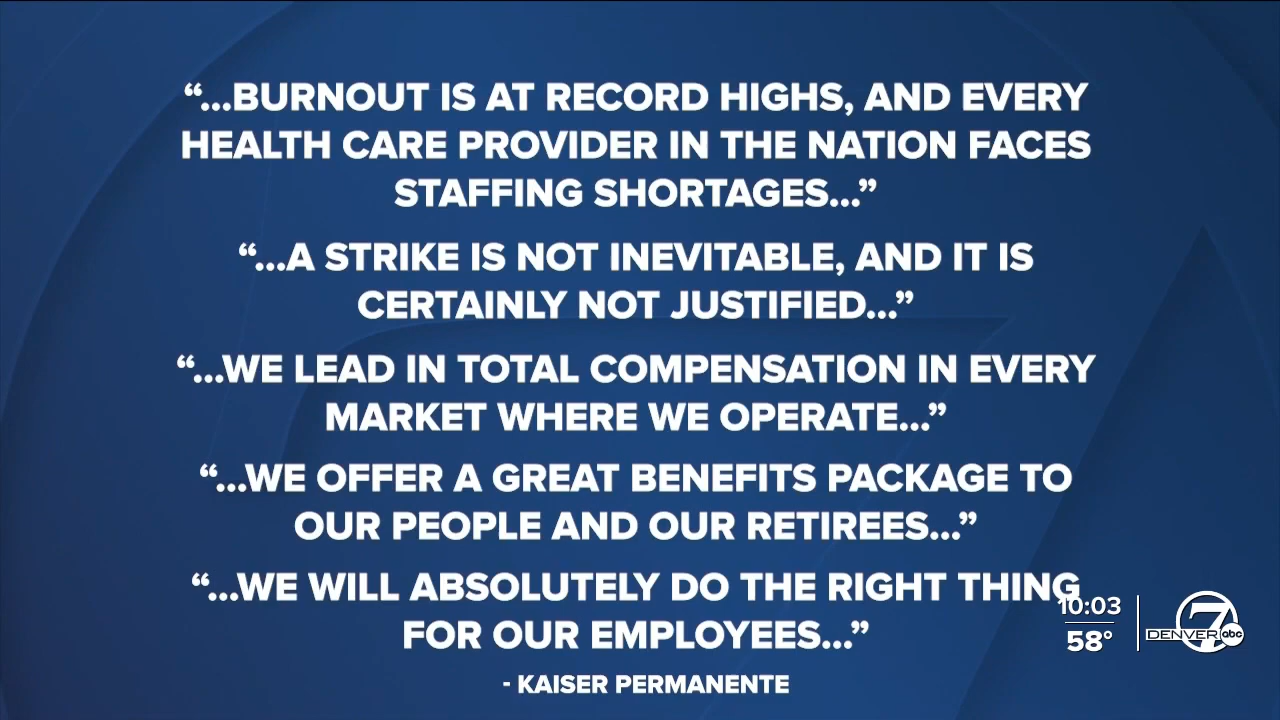 “...BURNOUT IS AT RECORD HIGHS, AND EVERY
HEALTH CARE PROVIDER IN THE NATION FACES
STAFFING SHORTAGES...”
“...A STRIKE IS NOT INEVITABLE, AND IT IS
CERTAINLY NOT JUSTIFIED...”
“...WE LEAD IN TOTAL COMPENSATION IN EVERY
MARKET WHERE WE OPERATE...”
“...WE OFFER A GREAT BENEFITS PACKAGE TO
OUR PEOPLE AND OUR RETIREES...”
“...WE WILL ABSOLUTELY DO THE RIGHT THING
FOR OUR EMPLOYEES...”
- KAISER PERMANENTE
10:03
58°
DENVER 7 abc